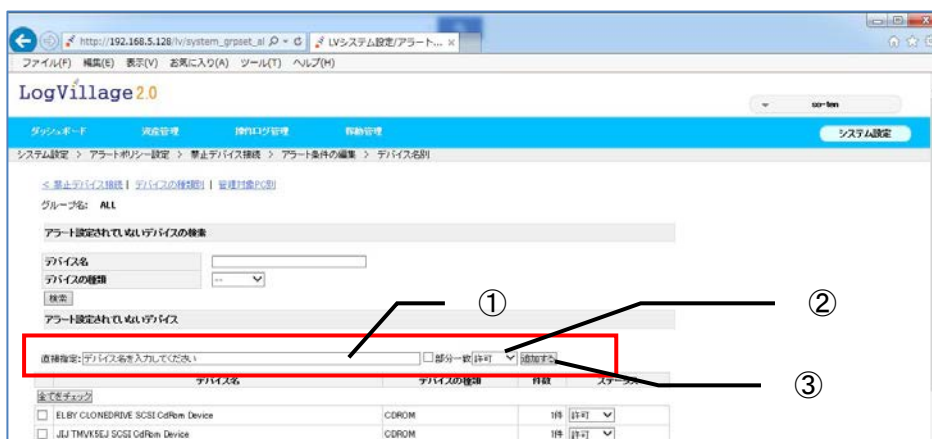 http://192.168.5.128/lv/system_grpset_al
LVシステム設定/アラート...
ファイル(F) 編集(E) 表示(V) お気に入り(A) ツール(T) ヘルプ(H)
LogVillage 2.0
so-ten
ダッシュボード 資産管理 操作ログ管理 稼働管理 システム設定
システム設定 > アラートポリシー設定 > 禁止デバイス接続 > アラート条件の編集 > デバイス名別
< 禁止デバイス接続 | デバイスの種類別 | 管理対象PC別
グループ名: ALL
アラート設定されていないデバイスの検索
デバイス名
デバイスの種類 --
検索
① ②
アラート設定されていないデバイス
直接指定: デバイス名を入力してください 部分一致 許可 追加する
③
デバイス名 デバイスの種類 件数 ステータス
全てをチェック
ELBY CLONEDRIVE SCSI CdRom Device CDROM 1件 許可
JLJ TMVK5EJ SCSI CdRom Device CDROM 1件 許可